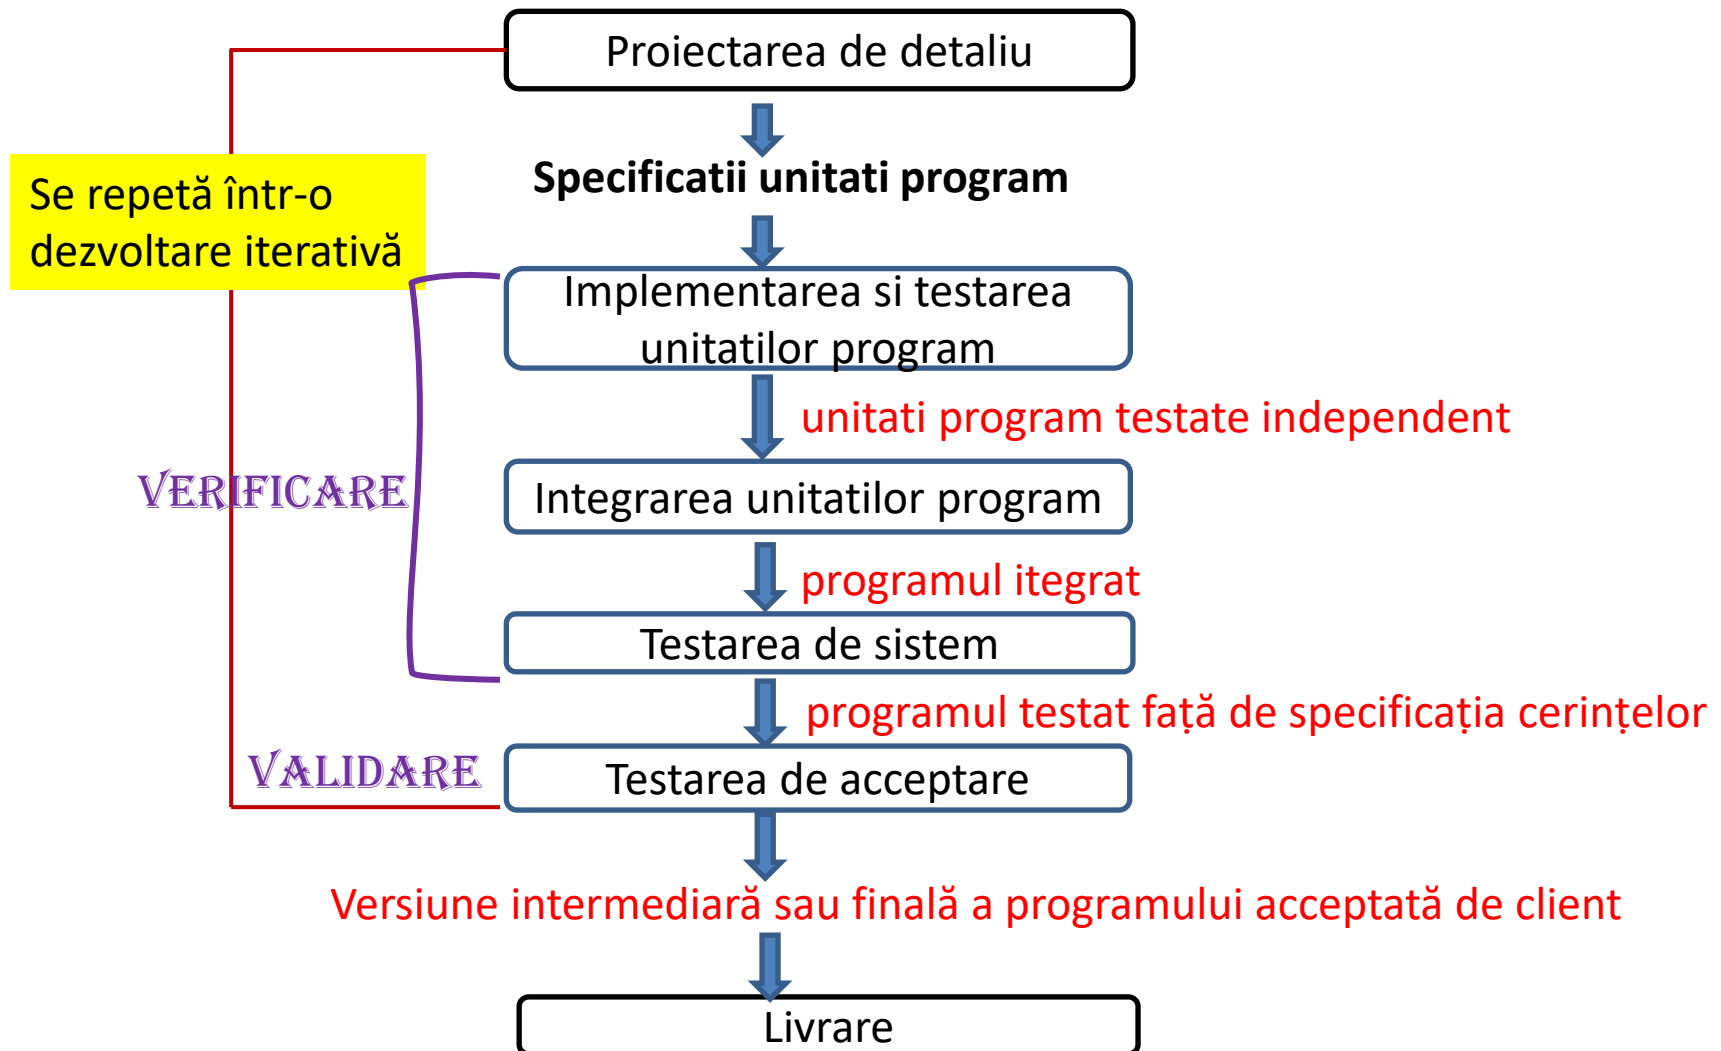 Proiectarea de detaliu
Specificatii unitati program
Se repetă într-o
dezvoltare iterativă
Implementarea si testarea
unitatilor program
unitati program testate independent
VERIFICARE
Integrarea unitatilor program
programul itegrat
Testarea de sistem
programul testat față de specificația cerințelor
VALIDARE
Testarea de acceptare
Versiune intermediară sau finală a programului acceptată de client
Livrare